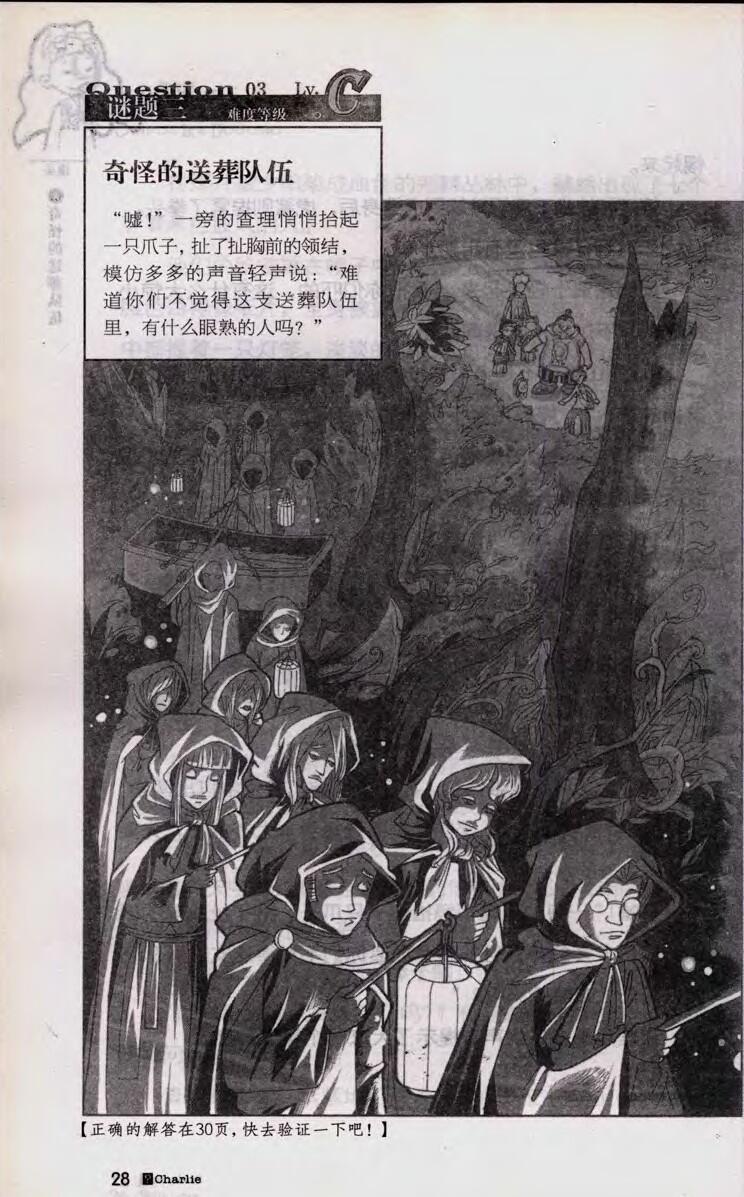 Question 03 Lv. C
谜题三 难度等级
奇怪的送葬队伍
“嘘！”一旁的查理悄悄抬起
一只爪子，扯了扯胸前的领结，
模仿多多的声音轻声说：“难
道你们不觉得这支送葬队伍
里，有什么眼熟的人吗？”
【正确的解答在30页，快去验证一下吧！】
28 Charlie